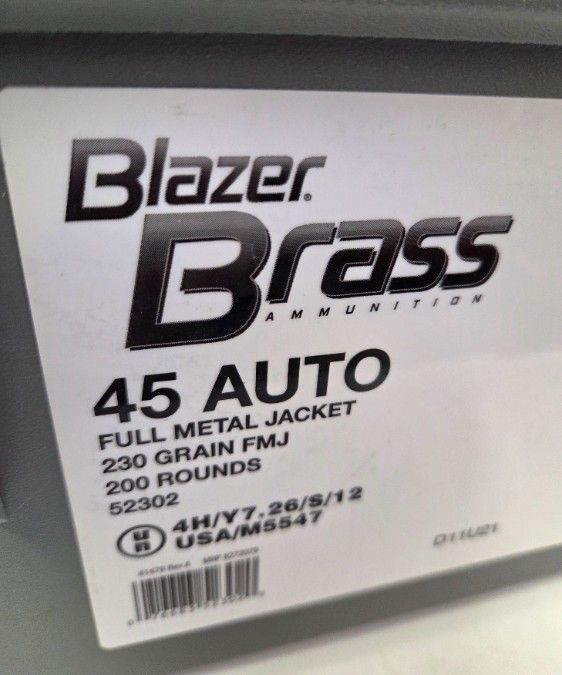 Blazer®
Brass
AMMUNITION
45 AUTO
FULL METAL JACKET
230 GRAIN FMJ
200 ROUNDS
52302
un
4H/Y7.26/S/12
USA/M5547
D11U21